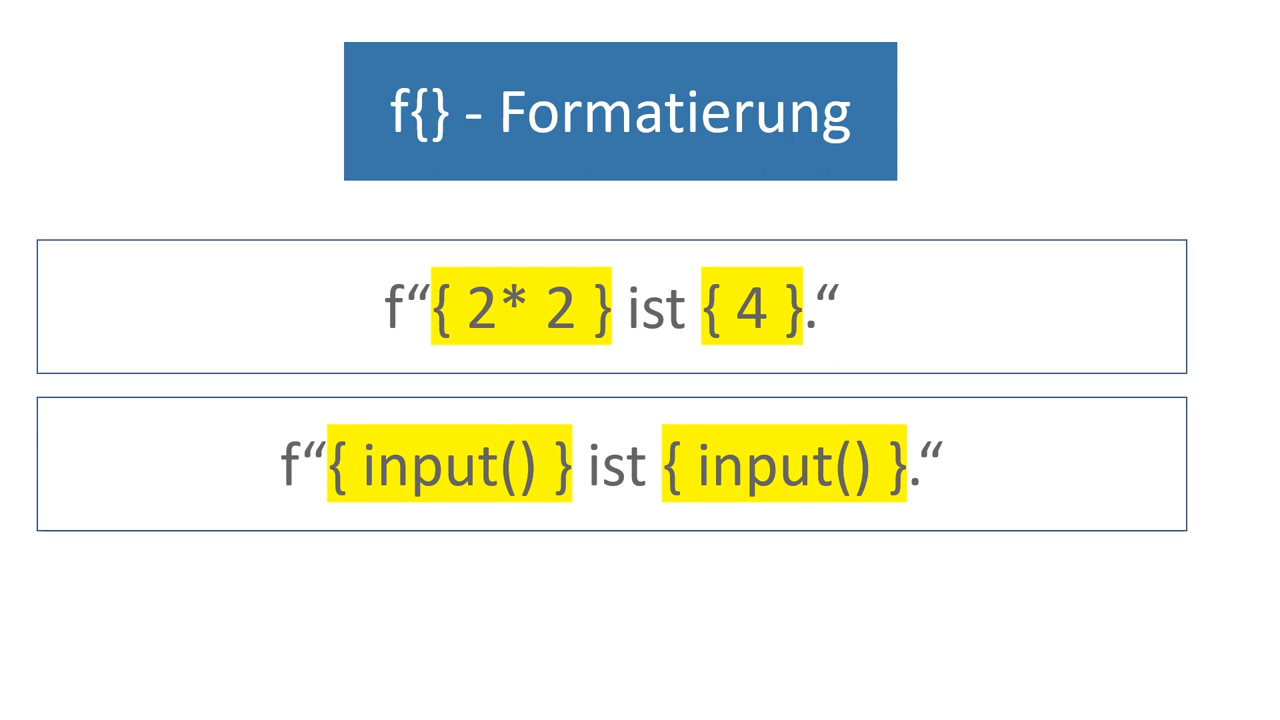 f{} - Formatierung
f“{ 2* 2 } ist { 4 }.“
f“{ input() } ist { input() }.“